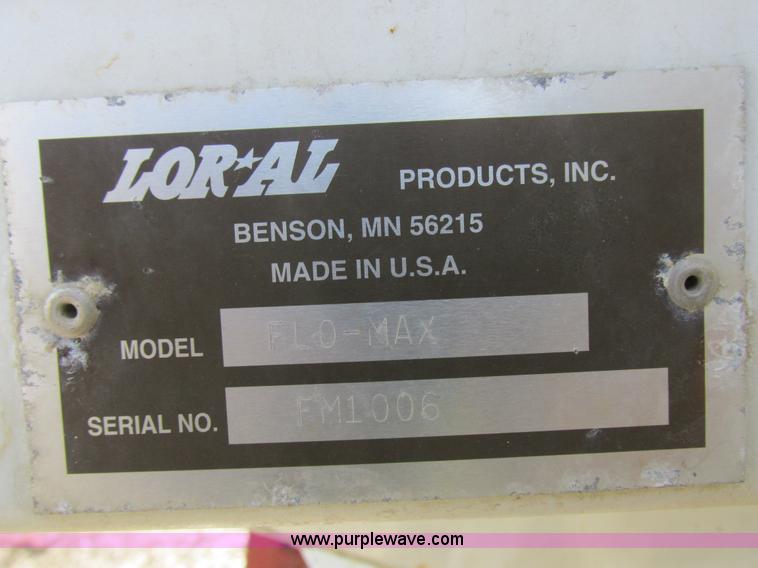 LOR★AL PRODUCTS, INC.
BENSON, MN 56215
MADE IN U.S.A.
MODEL FLO-MAX
SERIAL NO. FM1006
www.purplewave.com